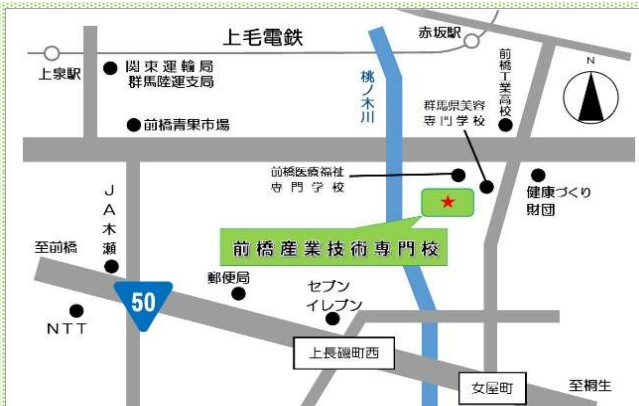 上毛電鉄
赤坂駅
上泉駅
関東運輸局
群馬陸運支局
桃ノ木川
前橋工業高校
N
群馬県美容
専門学校
前橋青果市場
前橋医療福祉
専門学校
健康づくり
財団
JA木瀬
前橋産業技術専門校
至前橋
50
郵便局
セブン
イレブン
NTT
上長磯町西
女屋町
至桐生